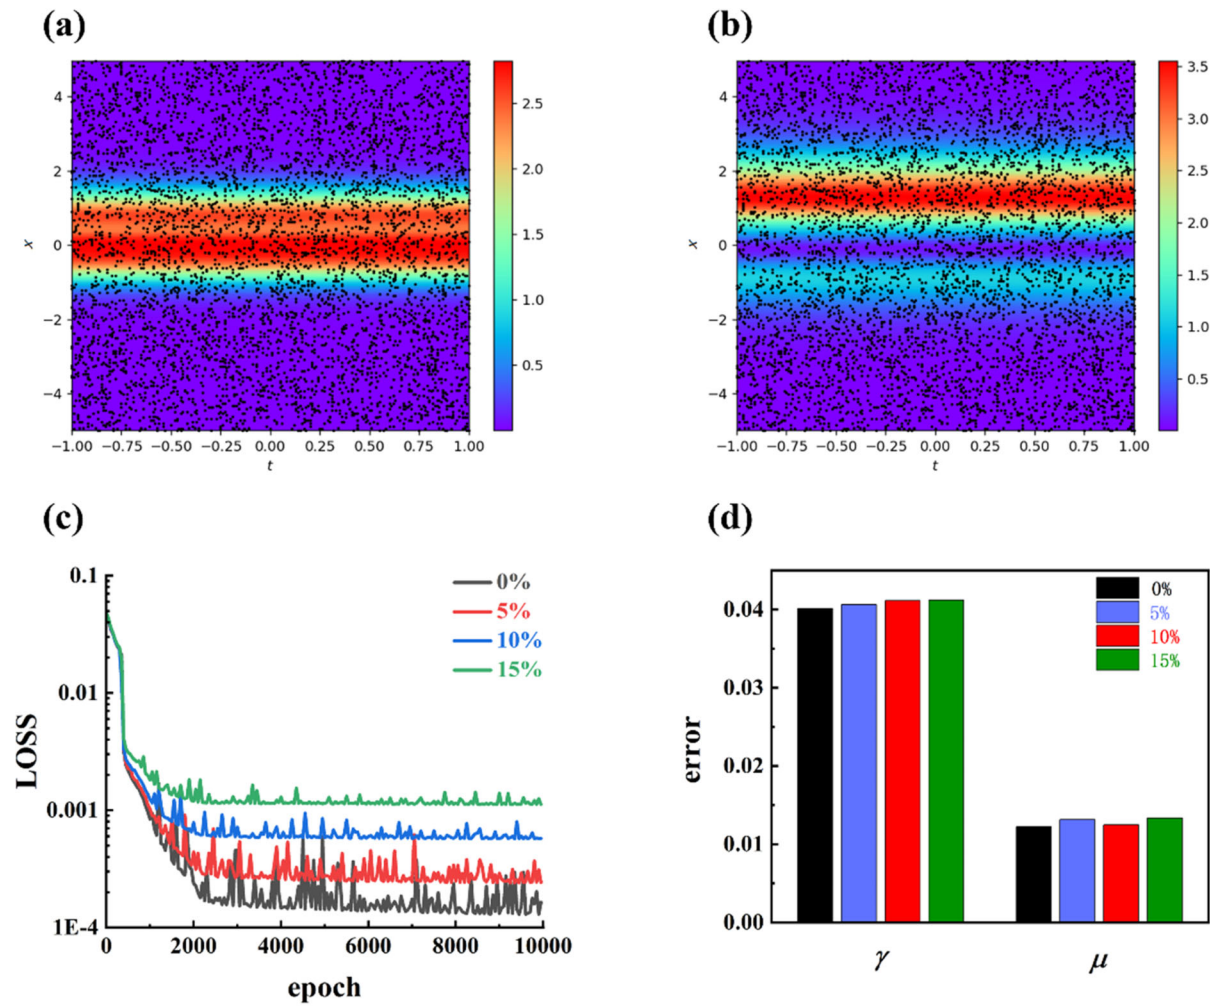 (a)
(b)
4
2
0
−2
−4
x
−1.00 −0.75 −0.50 −0.25 0.00 0.25 0.50 0.75 1.00
t
2.5
2.0
1.5
1.0
0.5
4
2
0
−2
−4
x
−1.00 −0.75 −0.50 −0.25 0.00 0.25 0.50 0.75 1.00
t
3.5
3.0
2.5
2.0
1.5
1.0
0.5
(c)
(d)
0.1
0.01
0.001
1E-4
LOSS
0%
5%
10%
15%
0 2000 4000 6000 8000 10000
epoch
0.04
0.03
0.02
0.01
0.00
error
0%
5%
10%
15%
γ μ